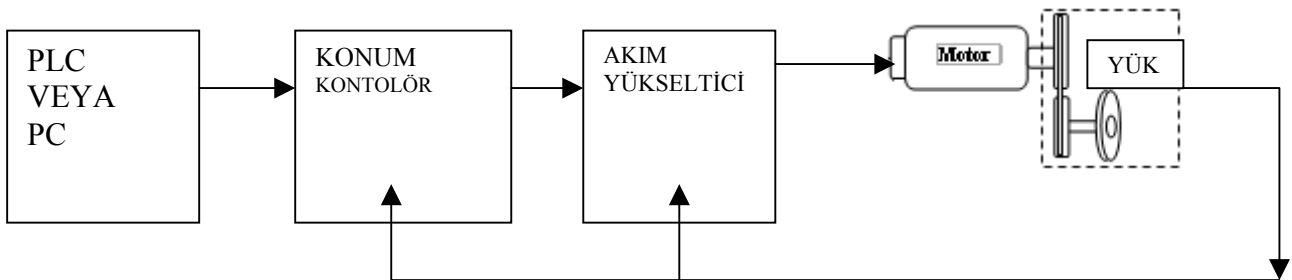 PLC
VEYA
PC
KONUM
KONTOLÖR
AKIM
YÜKSELTİCİ
Motor
YÜK